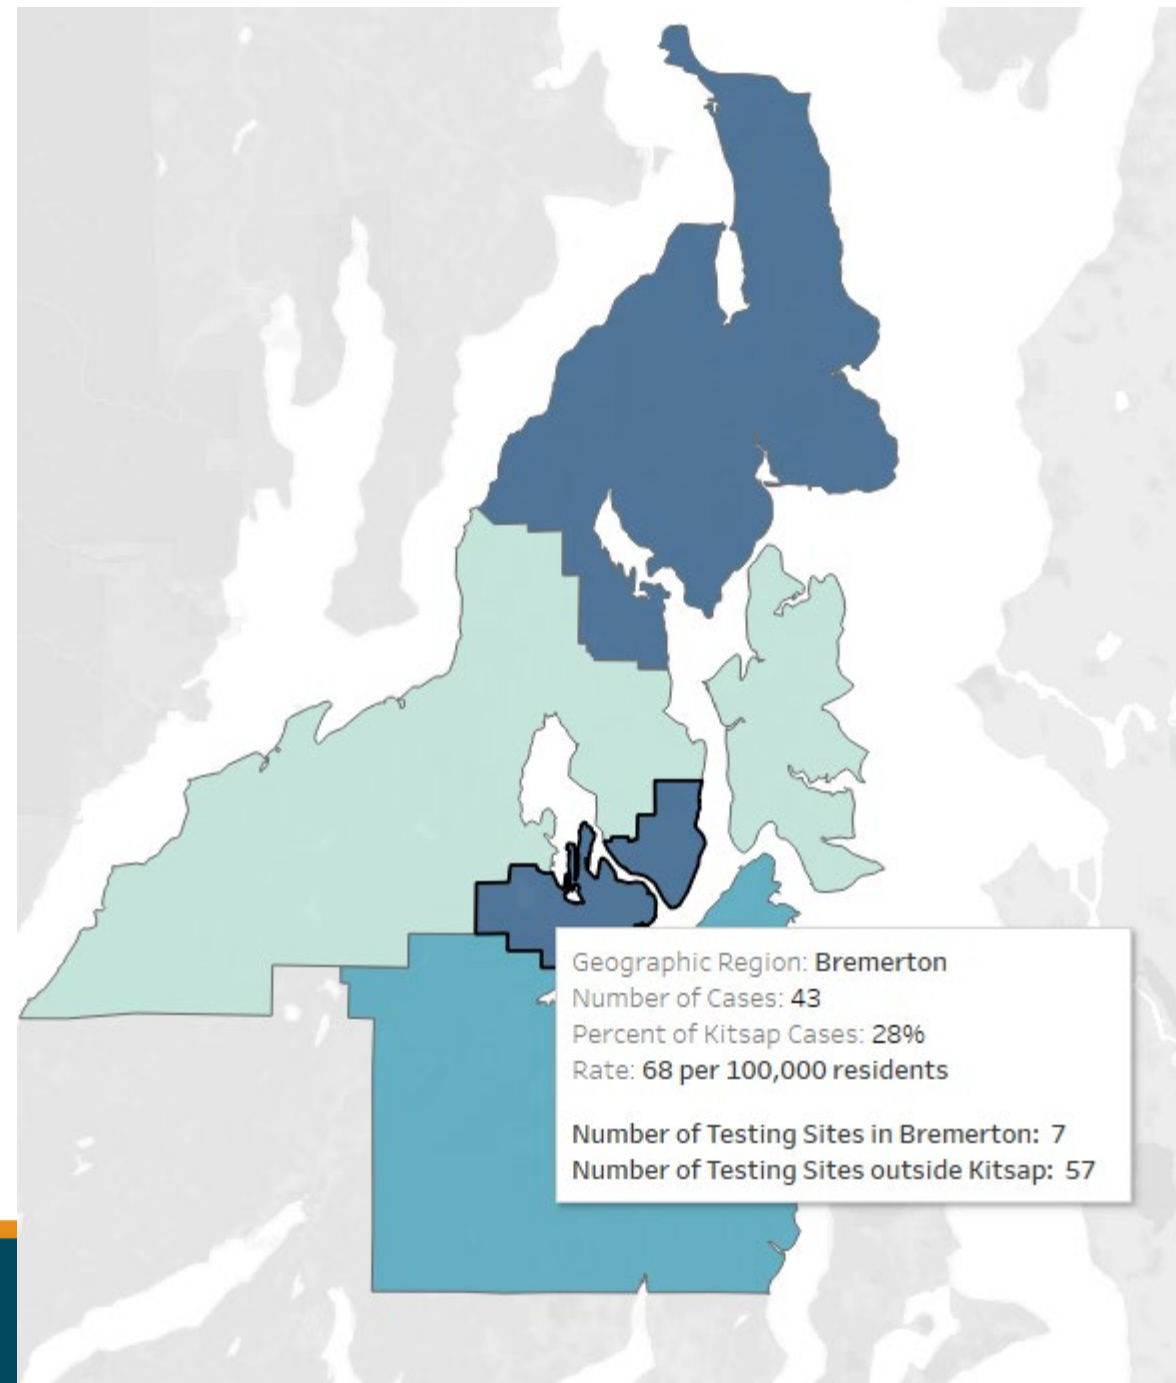 Geographic Region: Bremerton
Number of Cases: 43
Percent of Kitsap Cases: 28%
Rate: 68 per 100,000 residents
Number of Testing Sites in Bremerton: 7
Number of Testing Sites outside Kitsap: 57